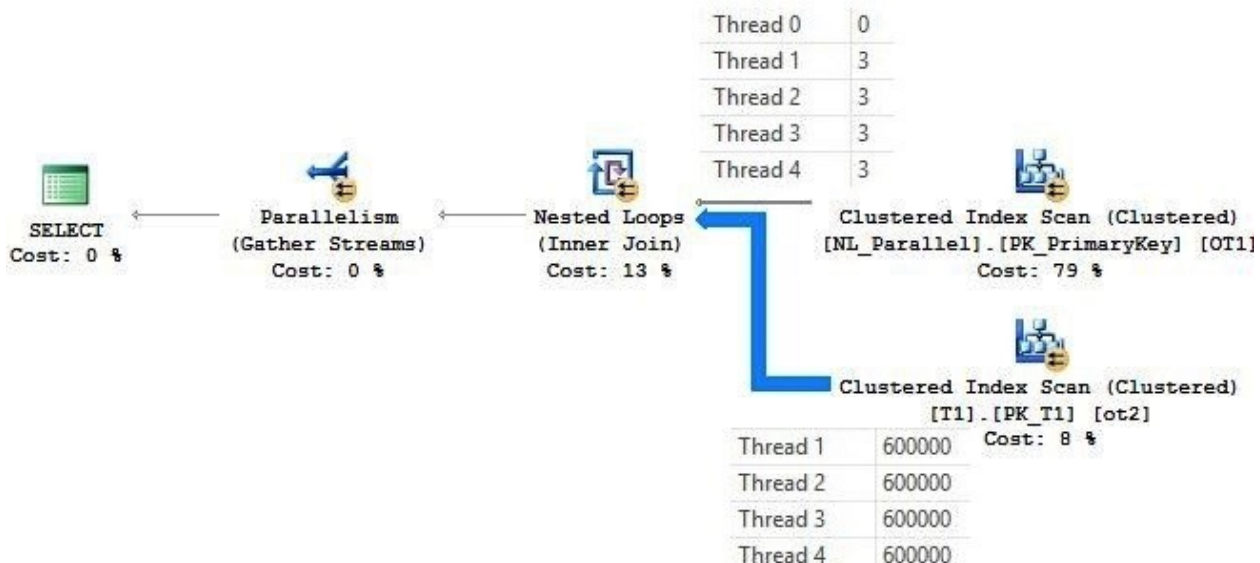 Thread 0 0
Thread 1 3
Thread 2 3
Thread 3 3
Thread 4 3
SELECT
Cost: 0 %
Parallelism
(Gather Streams)
Cost: 0 %
Nested Loops
(Inner Join)
Cost: 13 %
Clustered Index Scan (Clustered)
[NL_Parallel].[PK_PrimaryKey] [OT1]
Cost: 79 %
Clustered Index Scan (Clustered)
[T1].[PK_T1] [ot2]
Cost: 8 %
Thread 1 600000
Thread 2 600000
Thread 3 600000
Thread 4 600000